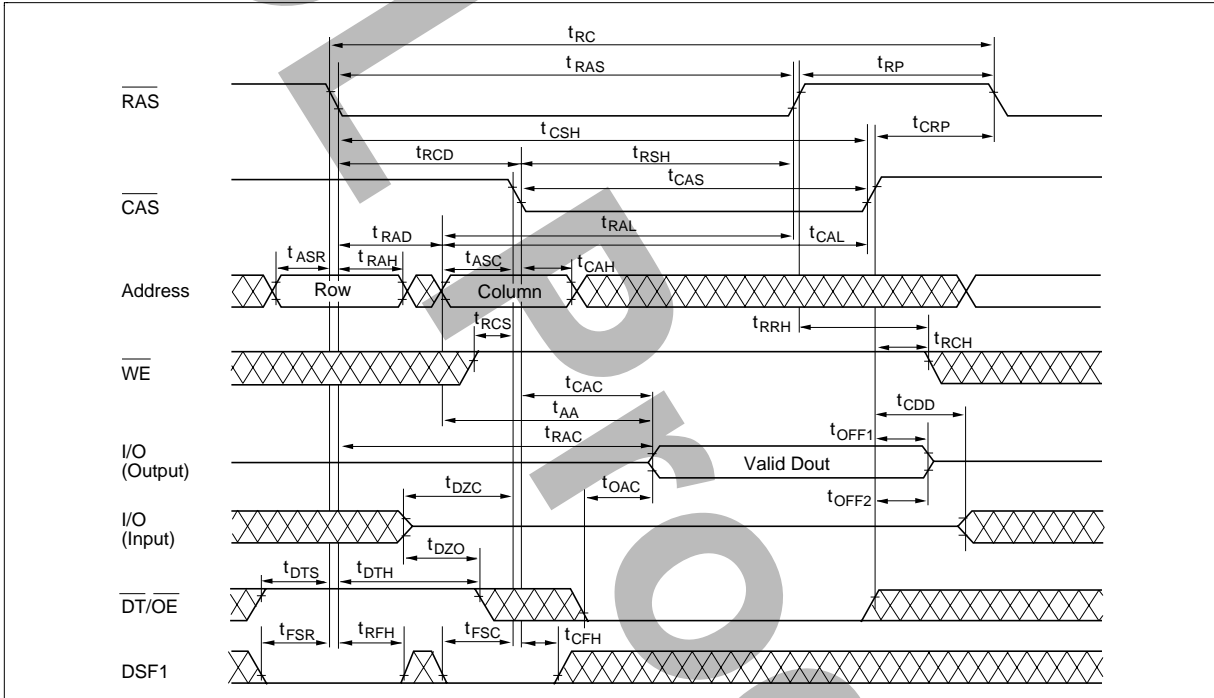 tRC
tRAS
tRP
RAS
tCSH
tCRP
tRCD
tRSH
tCAS
CAS
tRAL
tCAL
tRAD
tASR
tRAH
tASC
tCAH
Address
Row
Column
tRCS
tRRH
tRCH
WE
tCAC
tCDD
tAA
tRAC
tOFF1
I/O
(Output)
Valid Dout
tDZC
tOAC
tOFF2
I/O
(Input)
tDZO
tDTS
tDTH
DT/OE
tFSR
tRFH
tFSC
tCFH
DSF1